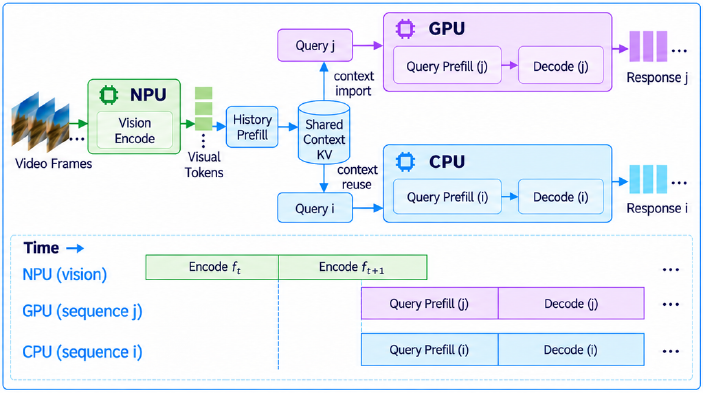 NPU
Vision
Encode
Video Frames
...
Visual
Tokens
History
Prefill
Shared
Context
KV
Query j
context
import
GPU
Query Prefill (j)
Decode (j)
...
Response j
context
reuse
Query i
CPU
Query Prefill (i)
Decode (i)
...
Response i
Time →
NPU (vision)
Encode fₜ
Encode fₜ₊₁
...
GPU (sequence j)
Query Prefill (j)
Decode (j)
...
CPU (sequence i)
Query Prefill (i)
Decode (i)
...